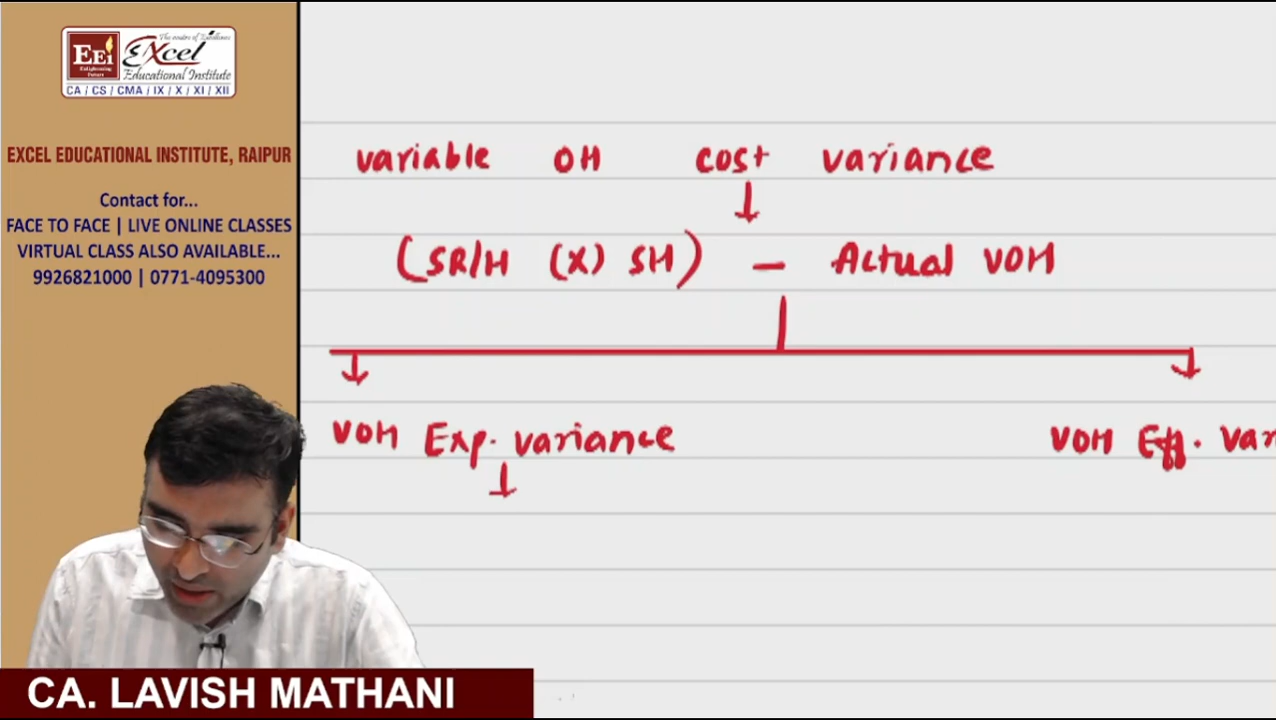 The centre of Excellence
EEi
Enlightening
Future
EXcel
Educational Institute
CA / CS / CMA / IX / X / XI / XII
EXCEL EDUCATIONAL INSTITUTE, RAIPUR
Contact for...
FACE TO FACE | LIVE ONLINE CLASSES
VIRTUAL CLASS ALSO AVAILABLE...
9926821000 | 0771-4095300
variable OH cost variance
(SR/H (X) SH) - Actual VOH
VOH Exp. variance
VOH Eff. var
CA. LAVISH MATHANI